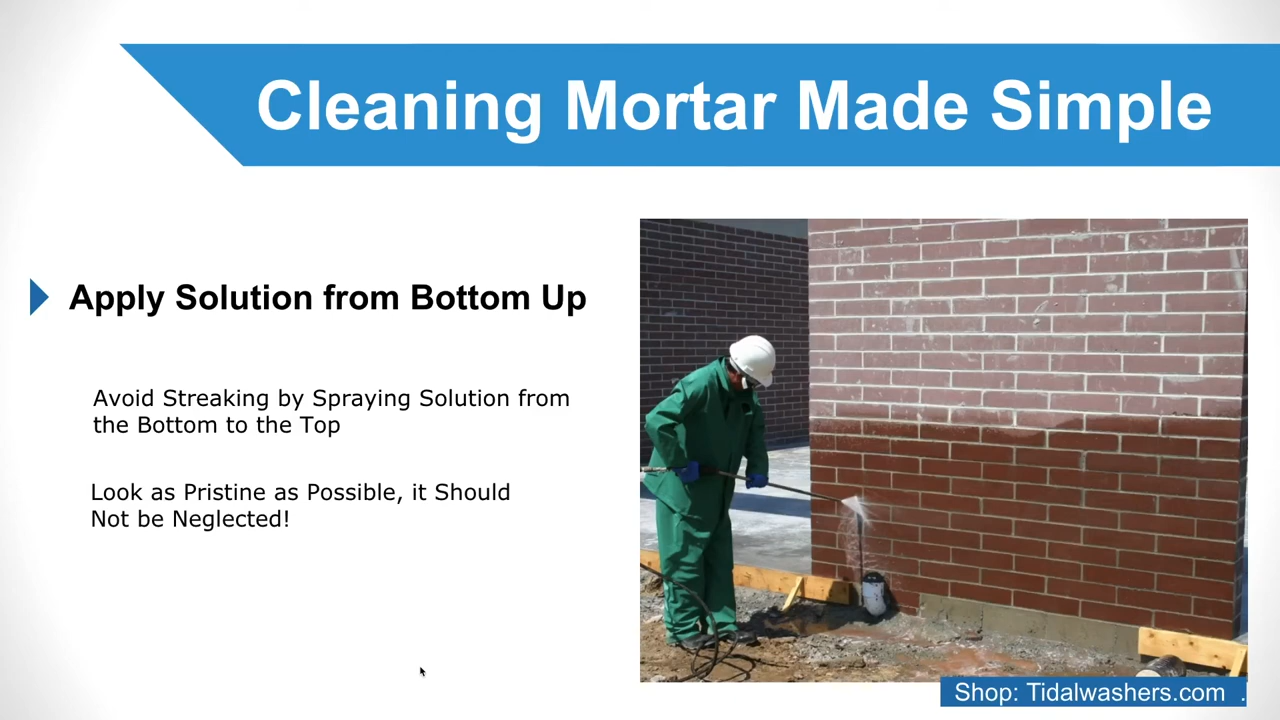 Cleaning Mortar Made Simple
Apply Solution from Bottom Up
Avoid Streaking by Spraying Solution from
the Bottom to the Top
Look as Pristine as Possible, it Should
Not be Neglected!
Shop: Tidalwashers.com .